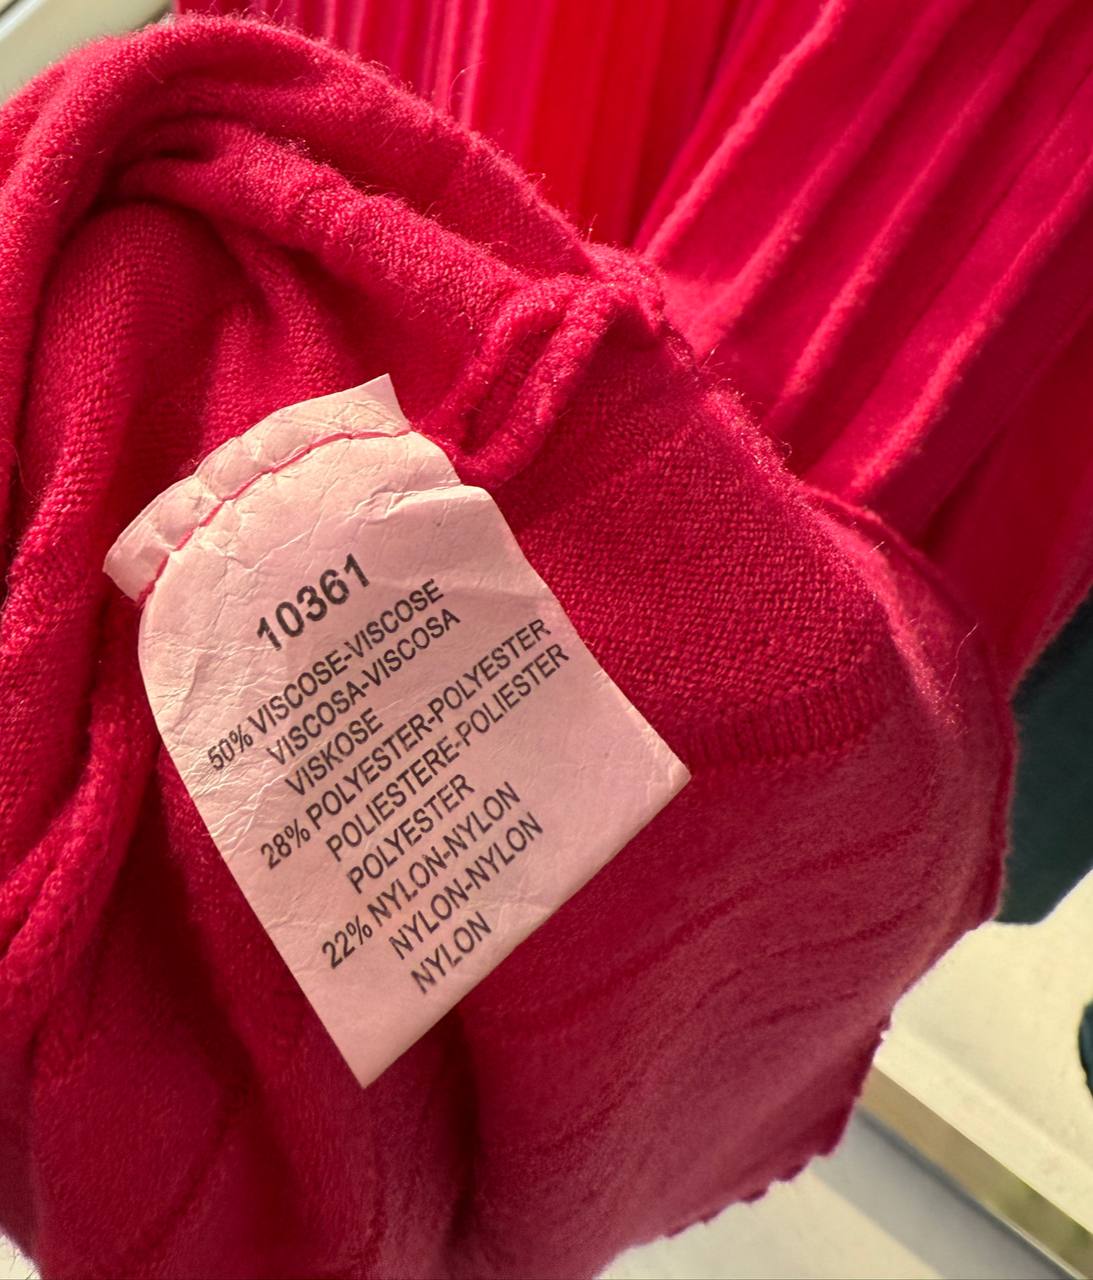 10361
50% VISCOSE-VISCOSE
VISCOSA-VISCOSA
VISKOSE
28% POLYESTER-POLYESTER
POLIESTERE-POLIESTER
POLYESTER
22% NYLON-NYLON
NYLON-NYLON
NYLON